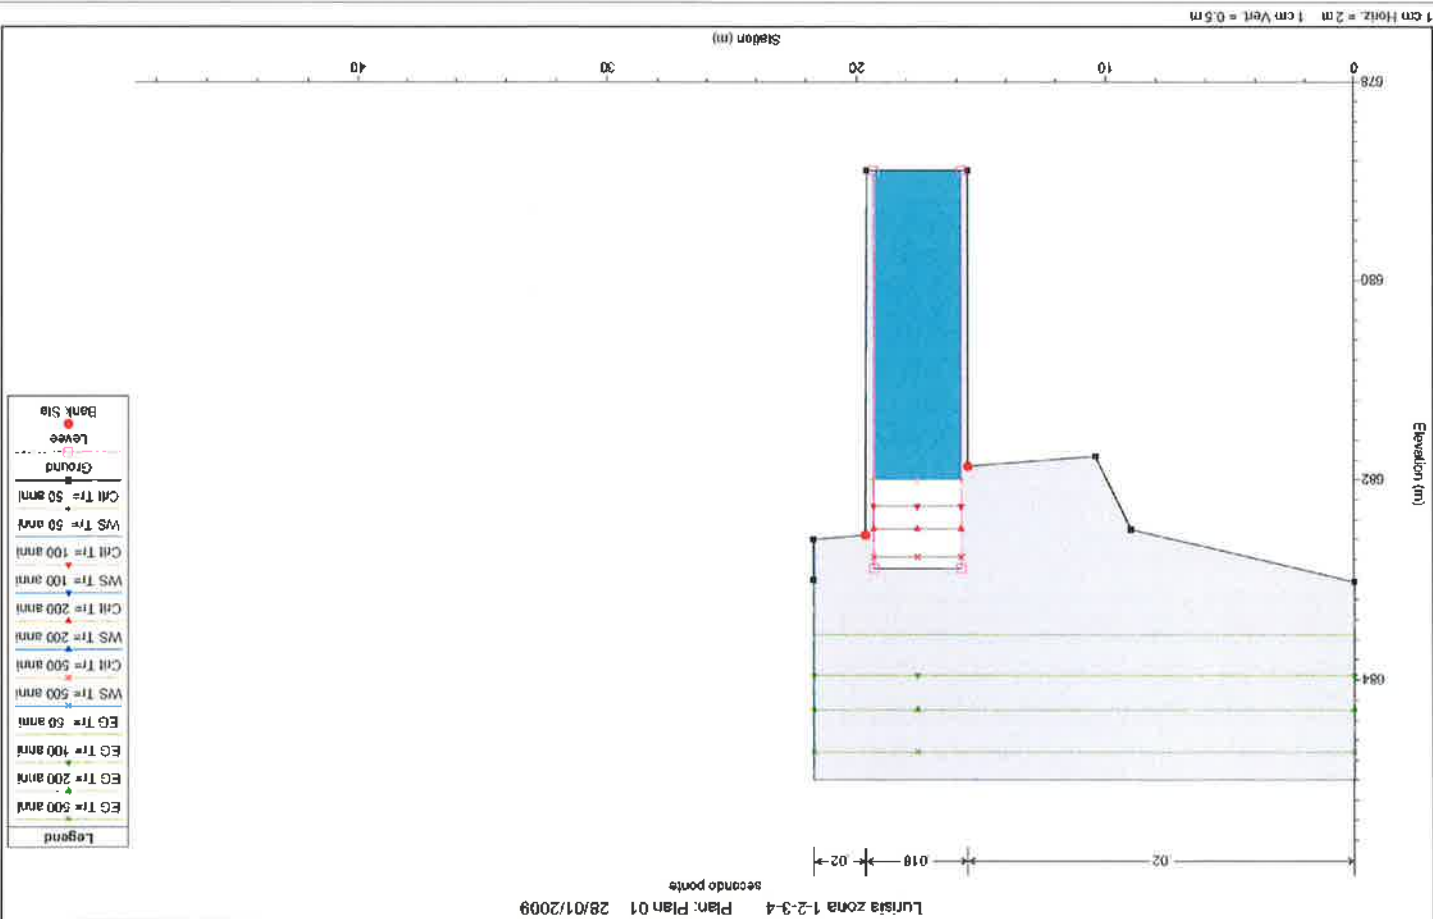 Lurisia zona 1-2-3-4 Plan: Plan 01 28/01/2009
secondo ponte
.02
.018
.02
Legend
EG Tr= 500 anni
EG Tr= 200 anni
EG Tr= 100 anni
EG Tr= 50 anni
WS Tr= 500 anni
Crit Tr= 500 anni
WS Tr= 200 anni
Crit Tr= 200 anni
WS Tr= 100 anni
Crit Tr= 100 anni
WS Tr= 50 anni
Crit Tr= 50 anni
Ground
Levee
Bank Sta
Elevation (m)
684
682
680
678
0
10
20
30
40
Station (m)
1 cm Horiz. = 2 m 1 cm Vert. = 0.5 m